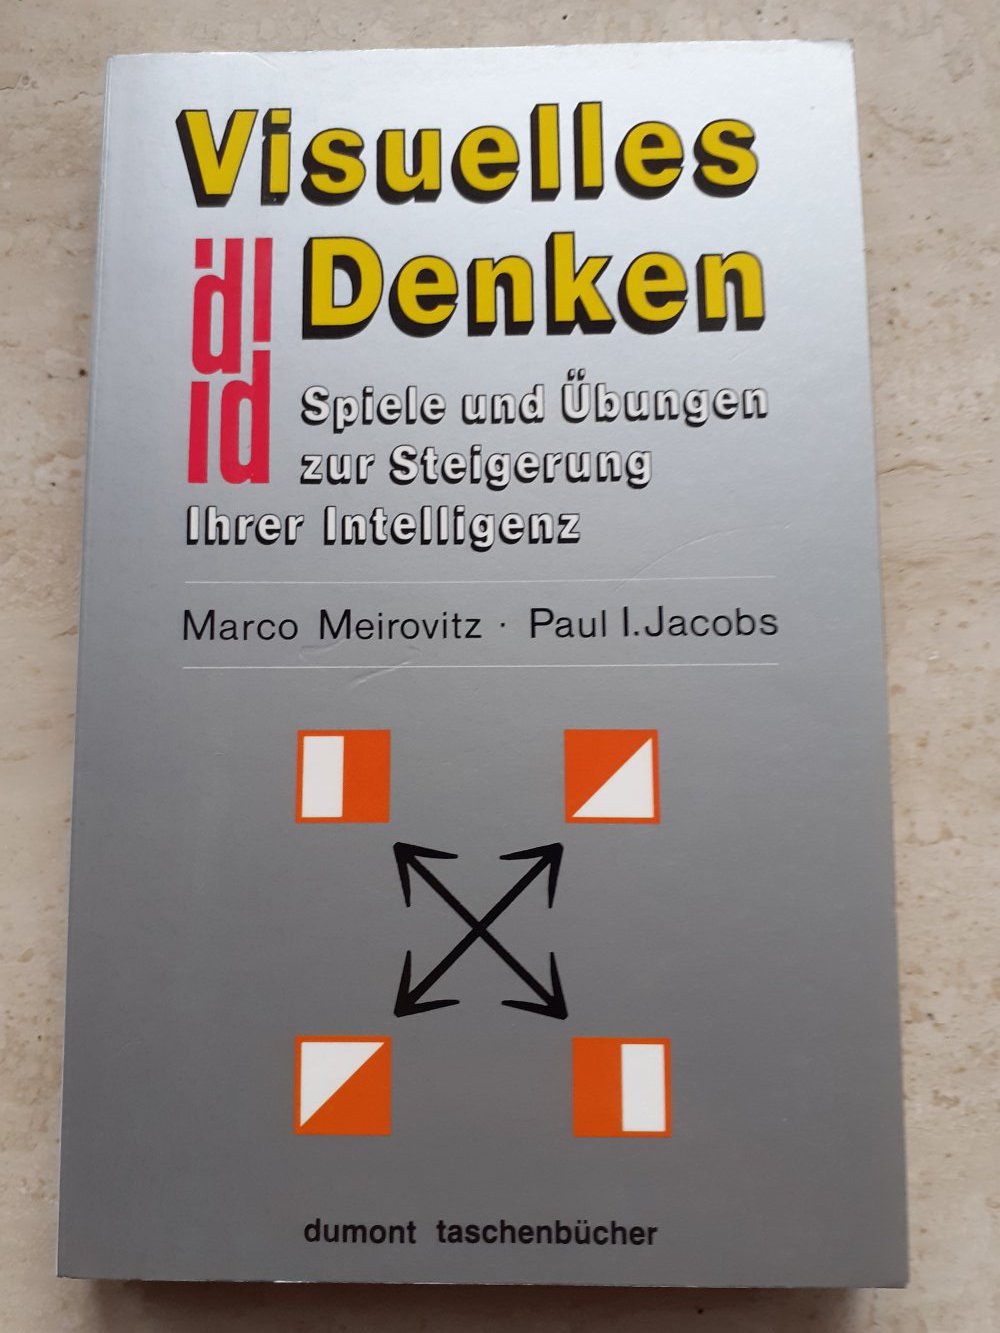 Visuelles
Denken
Spiele und Übungen
zur Steigerung
Ihrer Intelligenz
Marco Meirovitz · Paul I. Jacobs
dumont taschenbücher